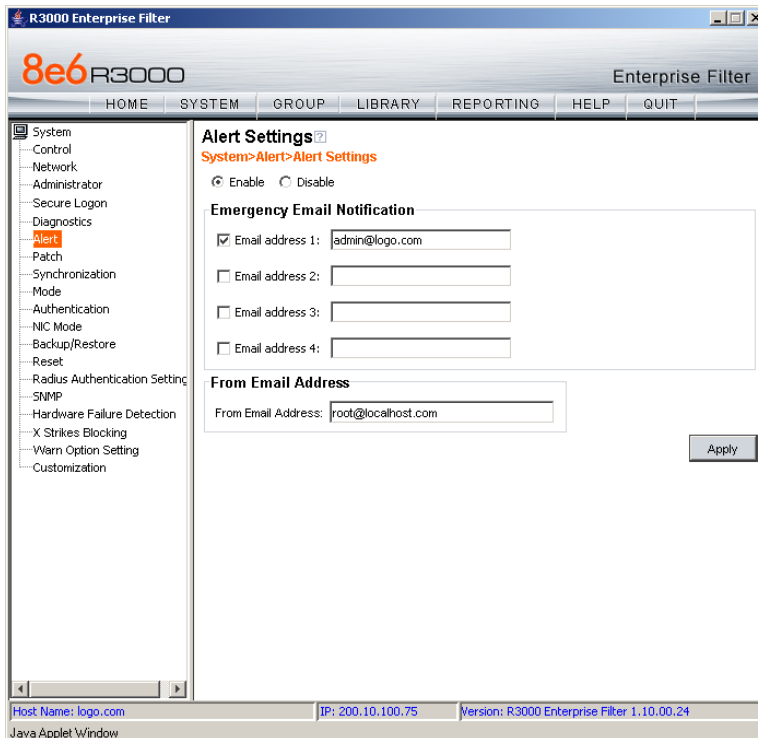 R3000 Enterprise Filter
8e6 R3000
Enterprise Filter
HOME SYSTEM GROUP LIBRARY REPORTING HELP QUIT
System
Control
Network
Administrator
Secure Logon
Diagnostics
Alert
Patch
Synchronization
Mode
Authentication
NIC Mode
Backup/Restore
Reset
Radius Authentication Setting
SNMP
Hardware Failure Detection
X Strikes Blocking
Warn Option Setting
Customization
Alert Settings ?
System>Alert>Alert Settings
Enable Disable
Emergency Email Notification
Email address 1: admin@logo.com
Email address 2:
Email address 3:
Email address 4:
From Email Address
From Email Address: root@localhost.com
Apply
Host Name: logo.com IP: 200.10.100.75 Version: R3000 Enterprise Filter 1.10.00.24
Java Applet Window